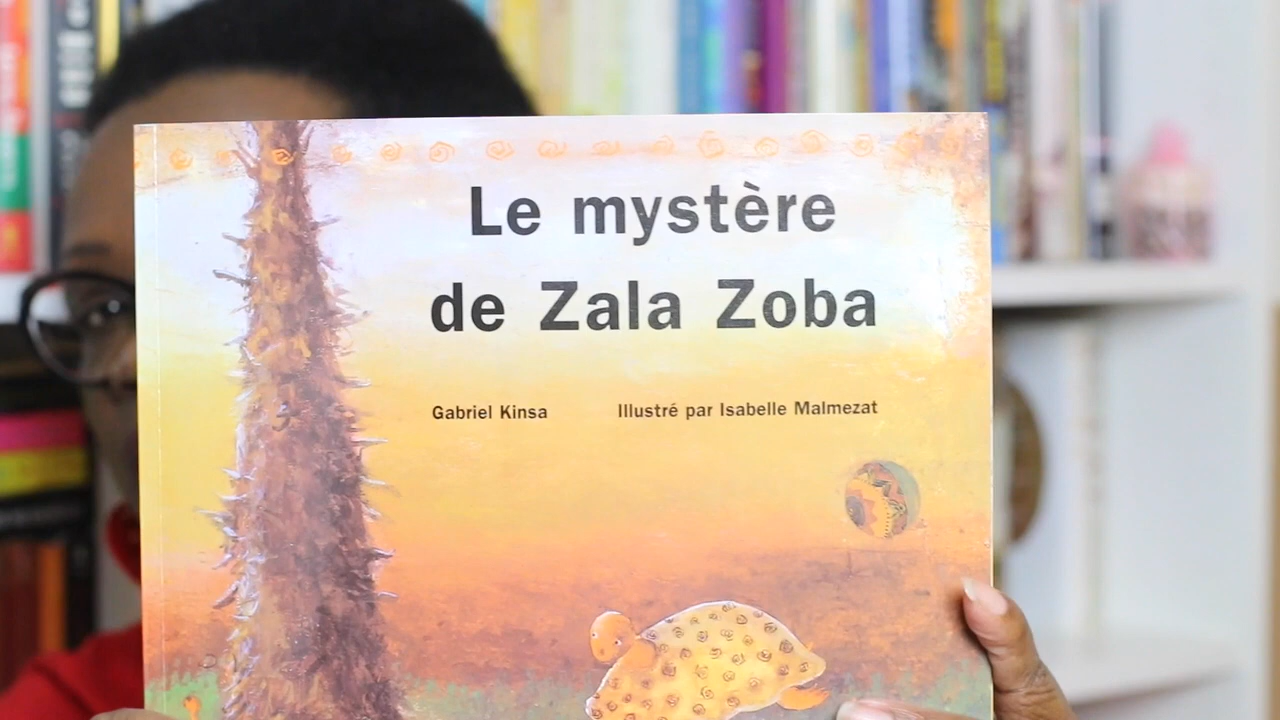 Le mystère
de Zala Zoba
Gabriel Kinsa Illustré par Isabelle Malmezat